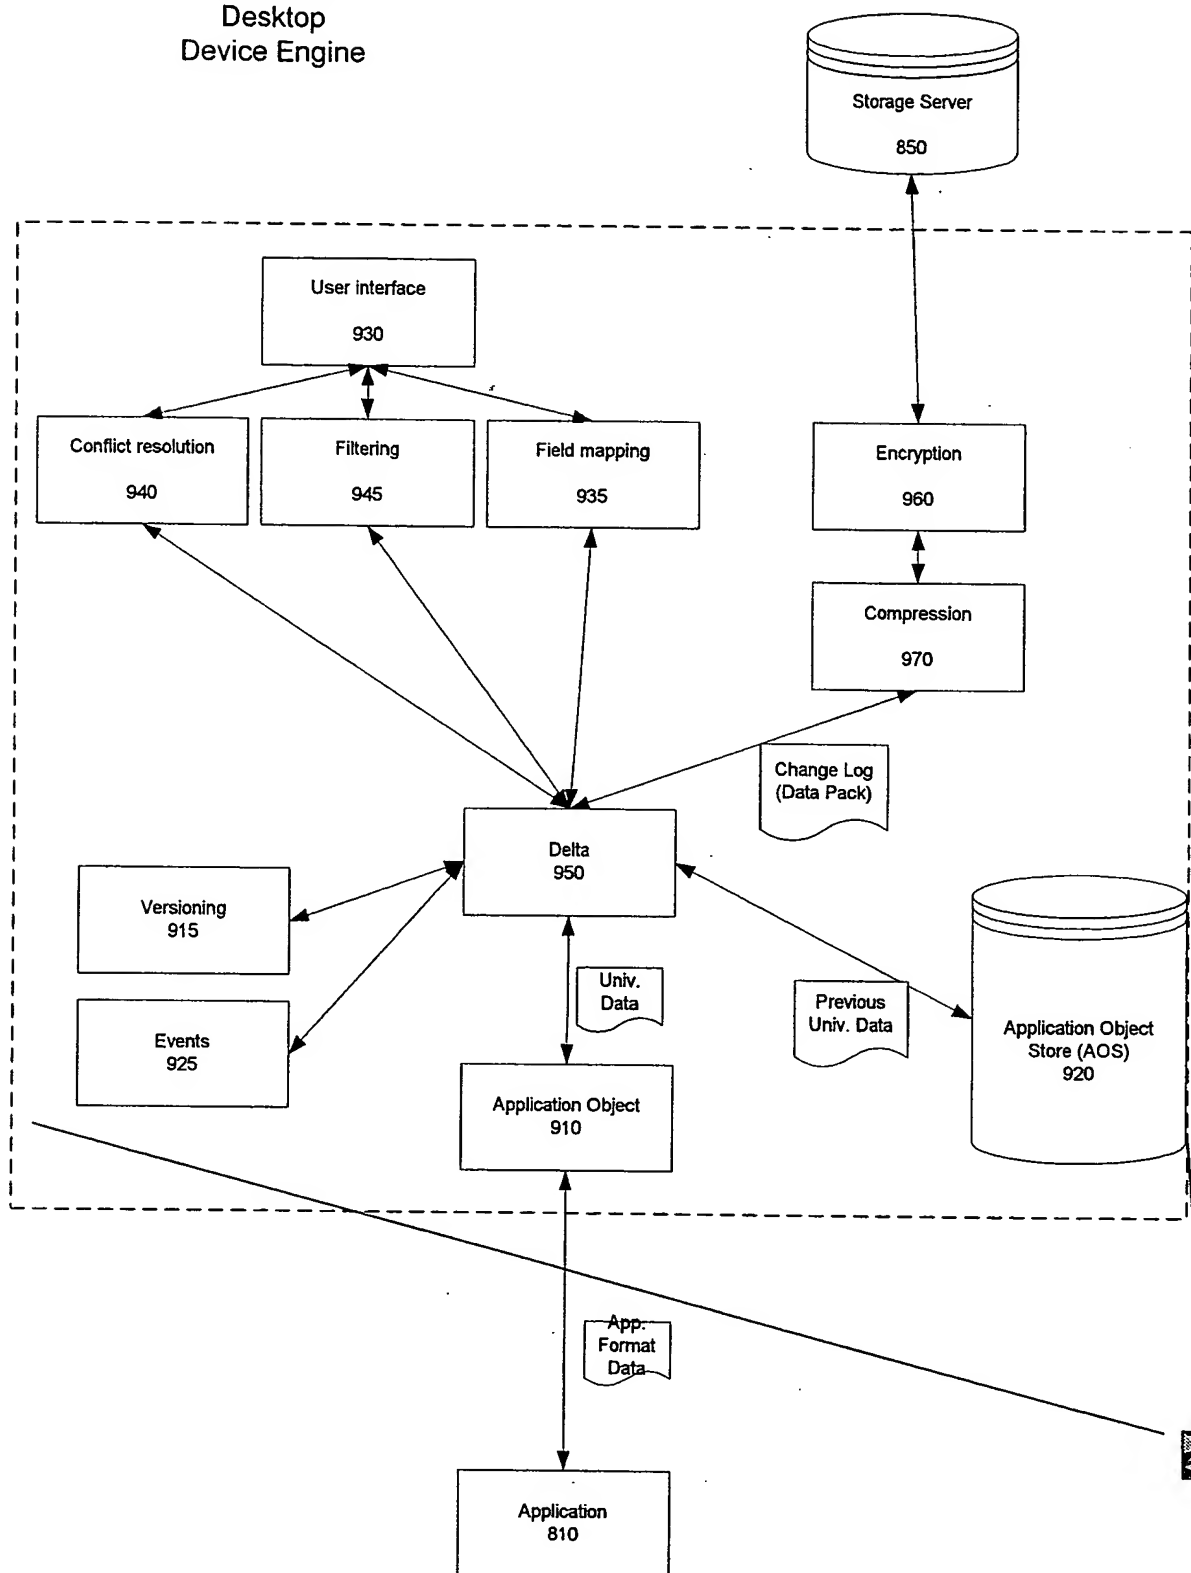 Desktop
Device Engine
Storage Server
850
User interface
930
Conflict resolution
940
Filtering
945
Field mapping
935
Encryption
960
Compression
970
Change Log
(Data Pack)
Delta
950
Versioning
915
Events
925
Univ.
Data
Previous
Univ. Data
Application Object
Store (AOS)
920
Application Object
910
App.
Format
Data
Application
810